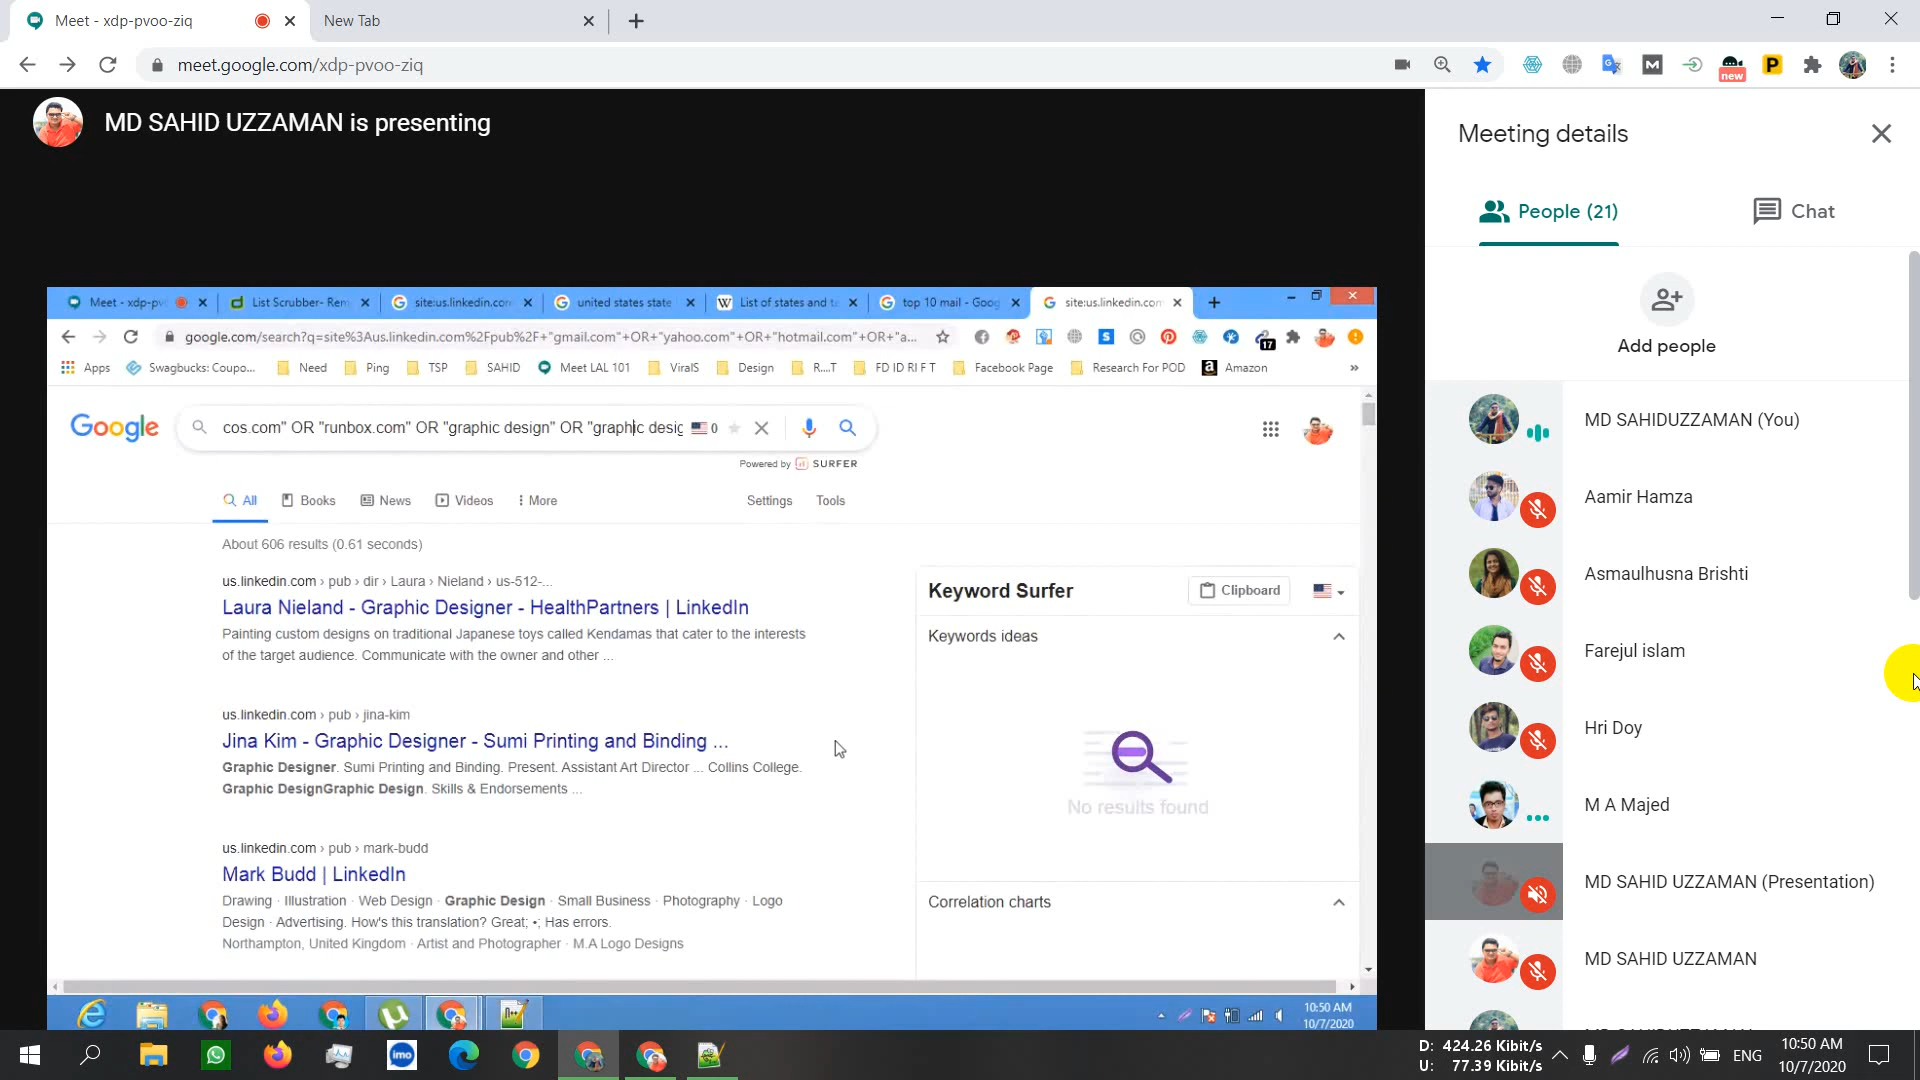 Meet - xdp-pvoo-ziq
New Tab
meet.google.com/xdp-pvoo-ziq
new
MD SAHID UZZAMAN is presenting
Meeting details
People (21)
Chat
Add people
MD SAHIDUZZAMAN (You)
Aamir Hamza
Asmaulhusna Brishti
Farejul islam
Hri Doy
M A Majed
MD SAHID UZZAMAN (Presentation)
MD SAHID UZZAMAN
Meet - xdp-pv
List Scrubber- Rem
site:us.linkedin.com
united states state
List of states and te
top 10 mail - Goog
site:us.linkedin.com
google.com/search?q=site%3Aus.linkedin.com%2Fpub%2F+"gmail.com"+OR+"yahoo.com"+OR+"hotmail.com"+OR+"a...
17
Apps
Swagbucks: Coupo...
Need
Ping
TSP
SAHID
Meet LAL 101
ViralS
Design
R....T
FD ID RI F T
Facebook Page
Research For POD
Amazon
»
Google
cos.com" OR "runbox.com" OR "graphic design" OR "graphic desig
0
Powered by SURFER
All
Books
News
Videos
More
Settings
Tools
About 606 results (0.61 seconds)
us.linkedin.com › pub › dir › Laura › Nieland › us-512-...
Laura Nieland - Graphic Designer - HealthPartners | LinkedIn
Painting custom designs on traditional Japanese toys called Kendamas that cater to the interests
of the target audience. Communicate with the owner and other ...
us.linkedin.com › pub › jina-kim
Jina Kim - Graphic Designer - Sumi Printing and Binding ...
Graphic Designer. Sumi Printing and Binding. Present. Assistant Art Director ... Collins College.
Graphic DesignGraphic Design. Skills & Endorsements ...
us.linkedin.com › pub › mark-budd
Mark Budd | LinkedIn
Drawing · Illustration · Web Design · Graphic Design · Small Business · Photography · Logo
Design · Advertising. How's this translation? Great; •; Has errors.
Northampton, United Kingdom · Artist and Photographer · M.A Logo Designs
Keyword Surfer
Clipboard
Keywords ideas
No results found
Correlation charts
10:50 AM
10/7/2020
imo
D: 424.26 Kibit/s
U: 77.39 Kibit/s
ENG
10:50 AM
10/7/2020